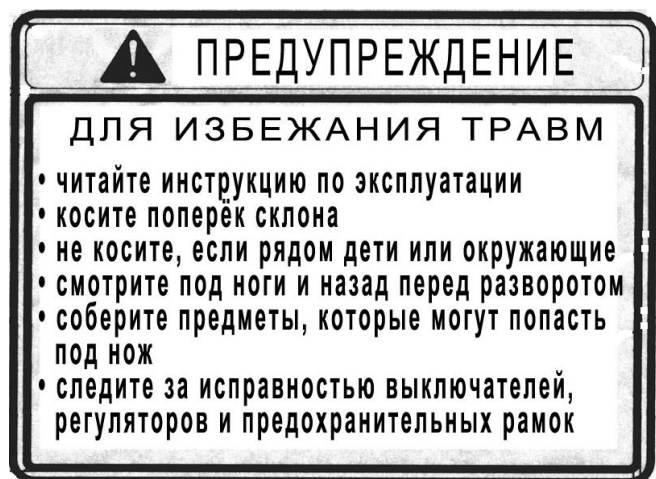 ПРЕДУПРЕЖДЕНИЕ
ДЛЯ ИЗБЕЖАНИЯ ТРАВМ
• читайте инструкцию по эксплуатации
• косите поперёк склона
• не косите, если рядом дети или окружающие
• смотрите под ноги и назад перед разворотом
• соберите предметы, которые могут попасть
под нож
• следите за исправностью выключателей,
регуляторов и предохранительных рамок